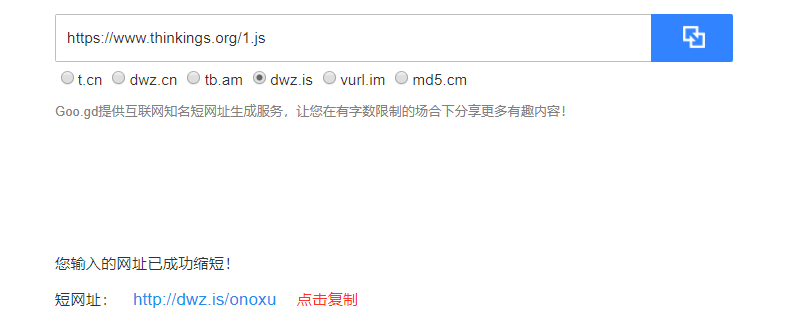 https://www.thinkings.org/1.js
t.cn dwz.cn tb.am dwz.is vurl.im md5.cm
Goo.gd提供互联网知名短网址生成服务，让您在有字数限制的场合下分享更多有趣内容！
您输入的网址已成功缩短！
短网址： http://dwz.is/onoxu 点击复制